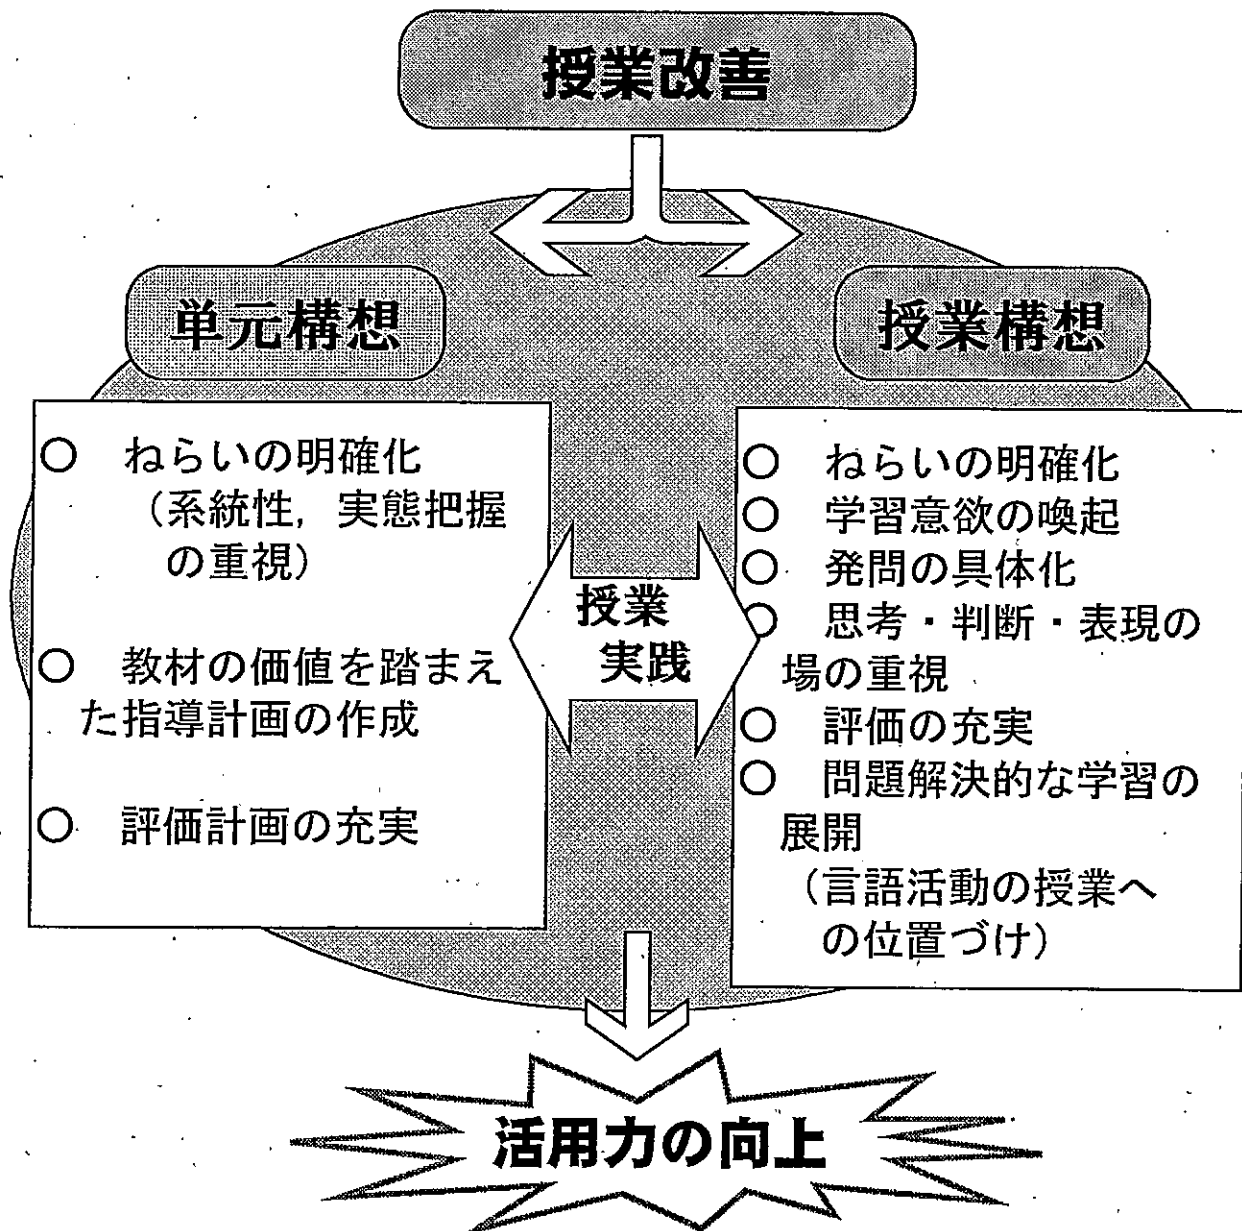 授業改善
単元構想
○ ねらいの明確化
（系統性，実態把握
の重視）
○ 教材の価値を踏まえ
た指導計画の作成
○ 評価計画の充実
授業
実践
授業構想
○ ねらいの明確化
○ 学習意欲の喚起
○ 発問の具体化
○ 思考・判断・表現の
場の重視
○ 評価の充実
○ 問題解決的な学習の
展開
（言語活動の授業へ
の位置づけ）
活用力の向上